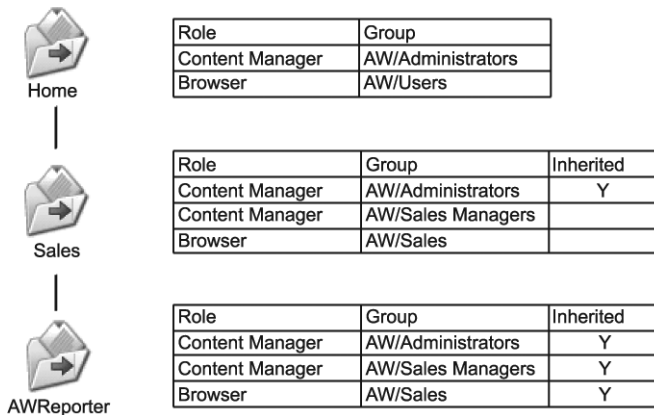 Home
Role Group
Content Manager AW/Administrators
Browser AW/Users
Sales
Role Group Inherited
Content Manager AW/Administrators Y
Content Manager AW/Sales Managers
Browser AW/Sales
AWReporter
Role Group Inherited
Content Manager AW/Administrators Y
Content Manager AW/Sales Managers Y
Browser AW/Sales Y